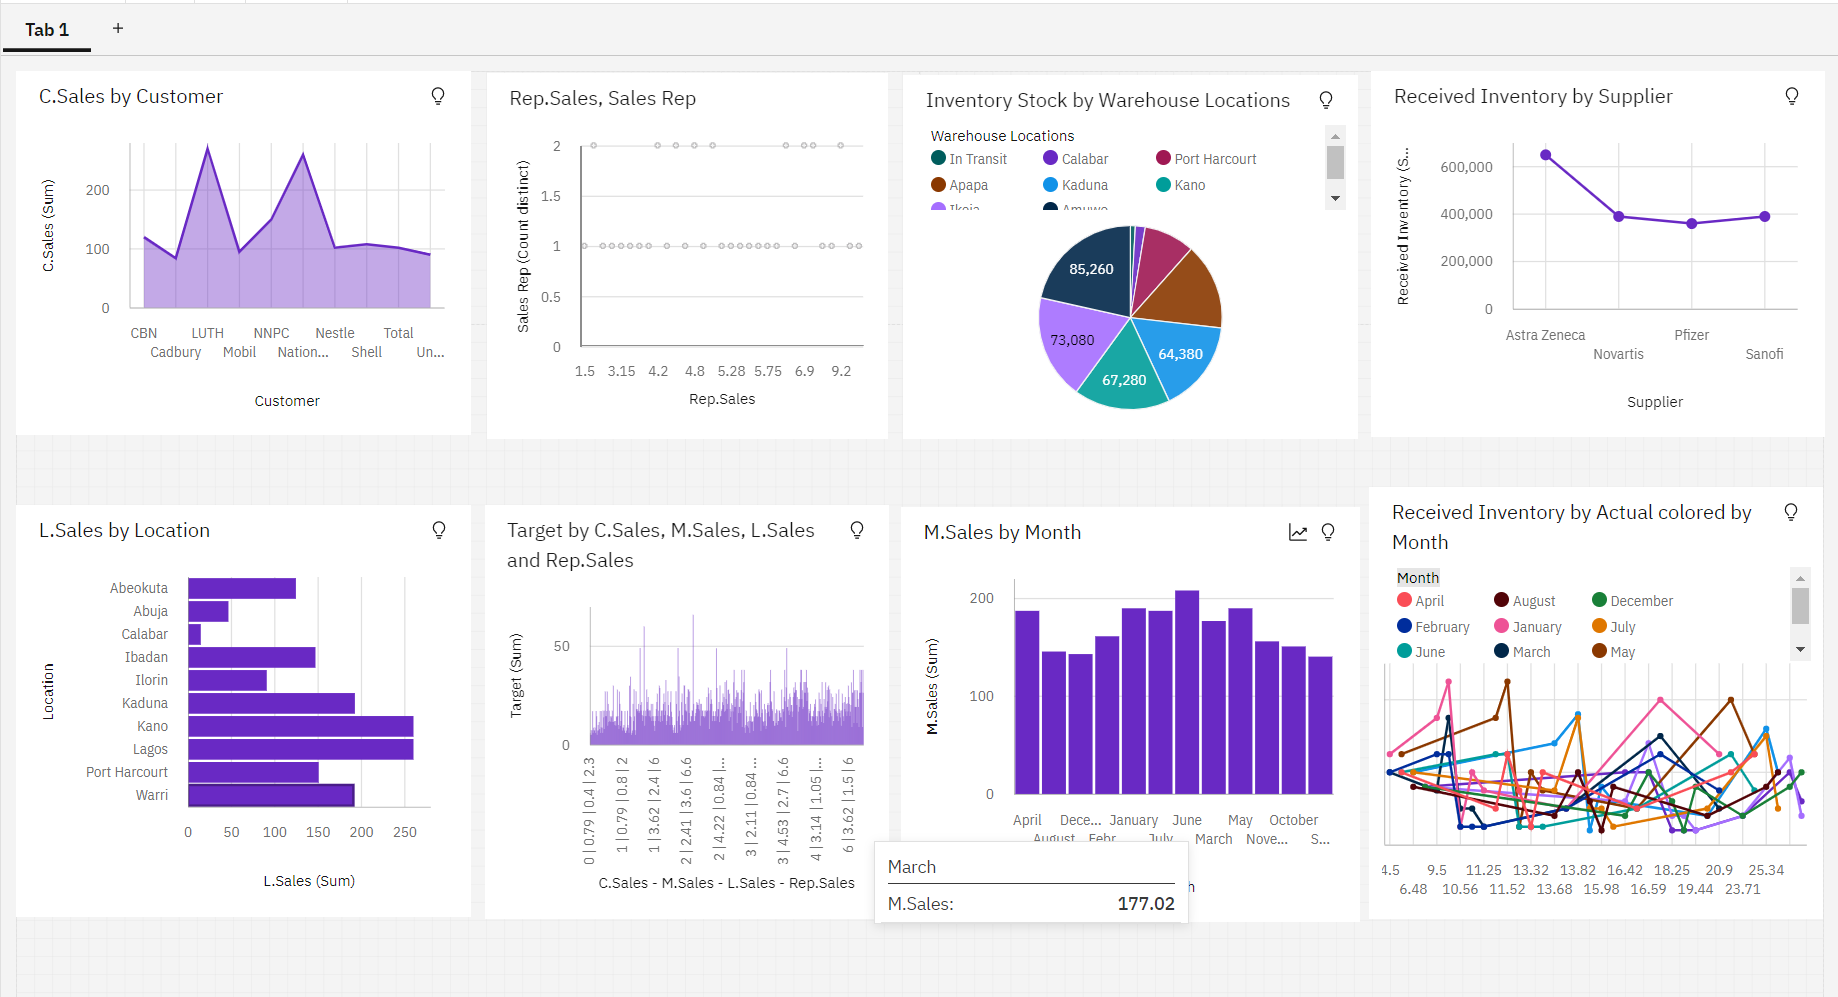 Tab 1 +
C.Sales by Customer
C.Sales (Sum)
200
100
0
CBN LUTH NNPC Nestle Total
Cadbury Mobil Nation... Shell Un...
Customer
Rep.Sales, Sales Rep
Sales Rep (Count distinct)
2
1.5
1
0.5
0
1.5 3.15 4.2 4.8 5.28 5.75 6.9 9.2
Rep.Sales
Inventory Stock by Warehouse Locations
Warehouse Locations
In Transit Calabar Port Harcourt
Apapa Kaduna Kano
Ikeja Amuwo
85,260
73,080
64,380
67,280
Received Inventory by Supplier
Received Inventory (S...
600,000
400,000
200,000
0
Astra Zeneca Pfizer
Novartis Sanofi
Supplier
L.Sales by Location
Location
Abeokuta
Abuja
Calabar
Ibadan
Ilorin
Kaduna
Kano
Lagos
Port Harcourt
Warri
0 50 100 150 200 250
L.Sales (Sum)
Target by C.Sales, M.Sales, L.Sales
and Rep.Sales
Target (Sum)
50
0
0 | 0.79 | 0.4 | 2.3
1 | 0.79 | 0.8 | 2
1 | 3.62 | 2.4 | 6
2 | 2.41 | 3.6 | 6.6
2 | 4.22 | 0.84 |...
3 | 2.11 | 0.84 ...
3 | 4.53 | 2.7 | 6.6
4 | 3.14 | 1.05 |...
6 | 3.62 | 1.5 | 6
C.Sales - M.Sales - L.Sales - Rep.Sales
M.Sales by Month
M.Sales (Sum)
200
100
0
April Dece... January June May October
August Febr July March Nove... S...
h
March
M.Sales: 177.02
Received Inventory by Actual colored by
Month
Month
April August December
February January July
June March May
4.5 9.5 11.25 13.32 13.82 16.42 18.25 20.9 25.34
6.48 10.56 11.52 13.68 15.98 16.59 19.44 23.71